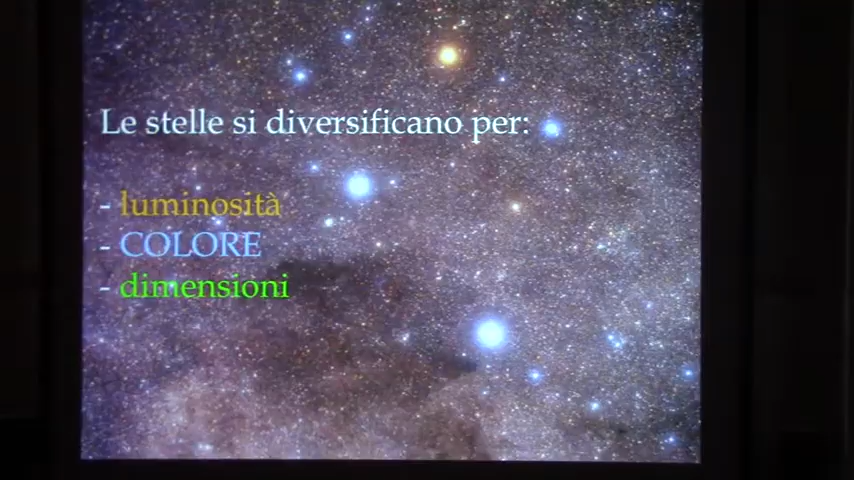 Le stelle si diversificano per:
- luminosità
- COLORE
- dimensioni